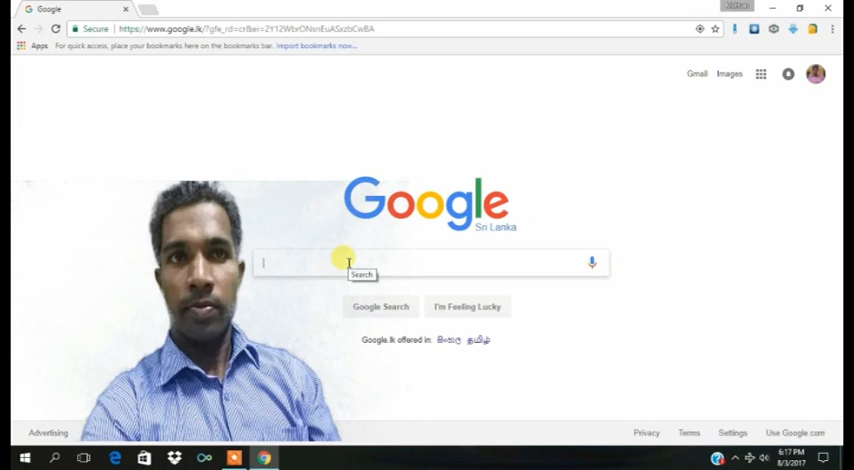 Google
Secure
https://www.google.lk/?gfe_rd=cr&ei=2Y12WbrONsnEuASxzbCwBA
Apps
For quick access, place your bookmarks here on the bookmarks bar. Import bookmarks now...
Gmail
Images
Google
Sri Lanka
Search
Google Search
I'm Feeling Lucky
Google.lk offered in: සිංහල தமிழ்
Advertising
Privacy
Terms
Settings
Use Google.com
6:17 PM
8/3/2017